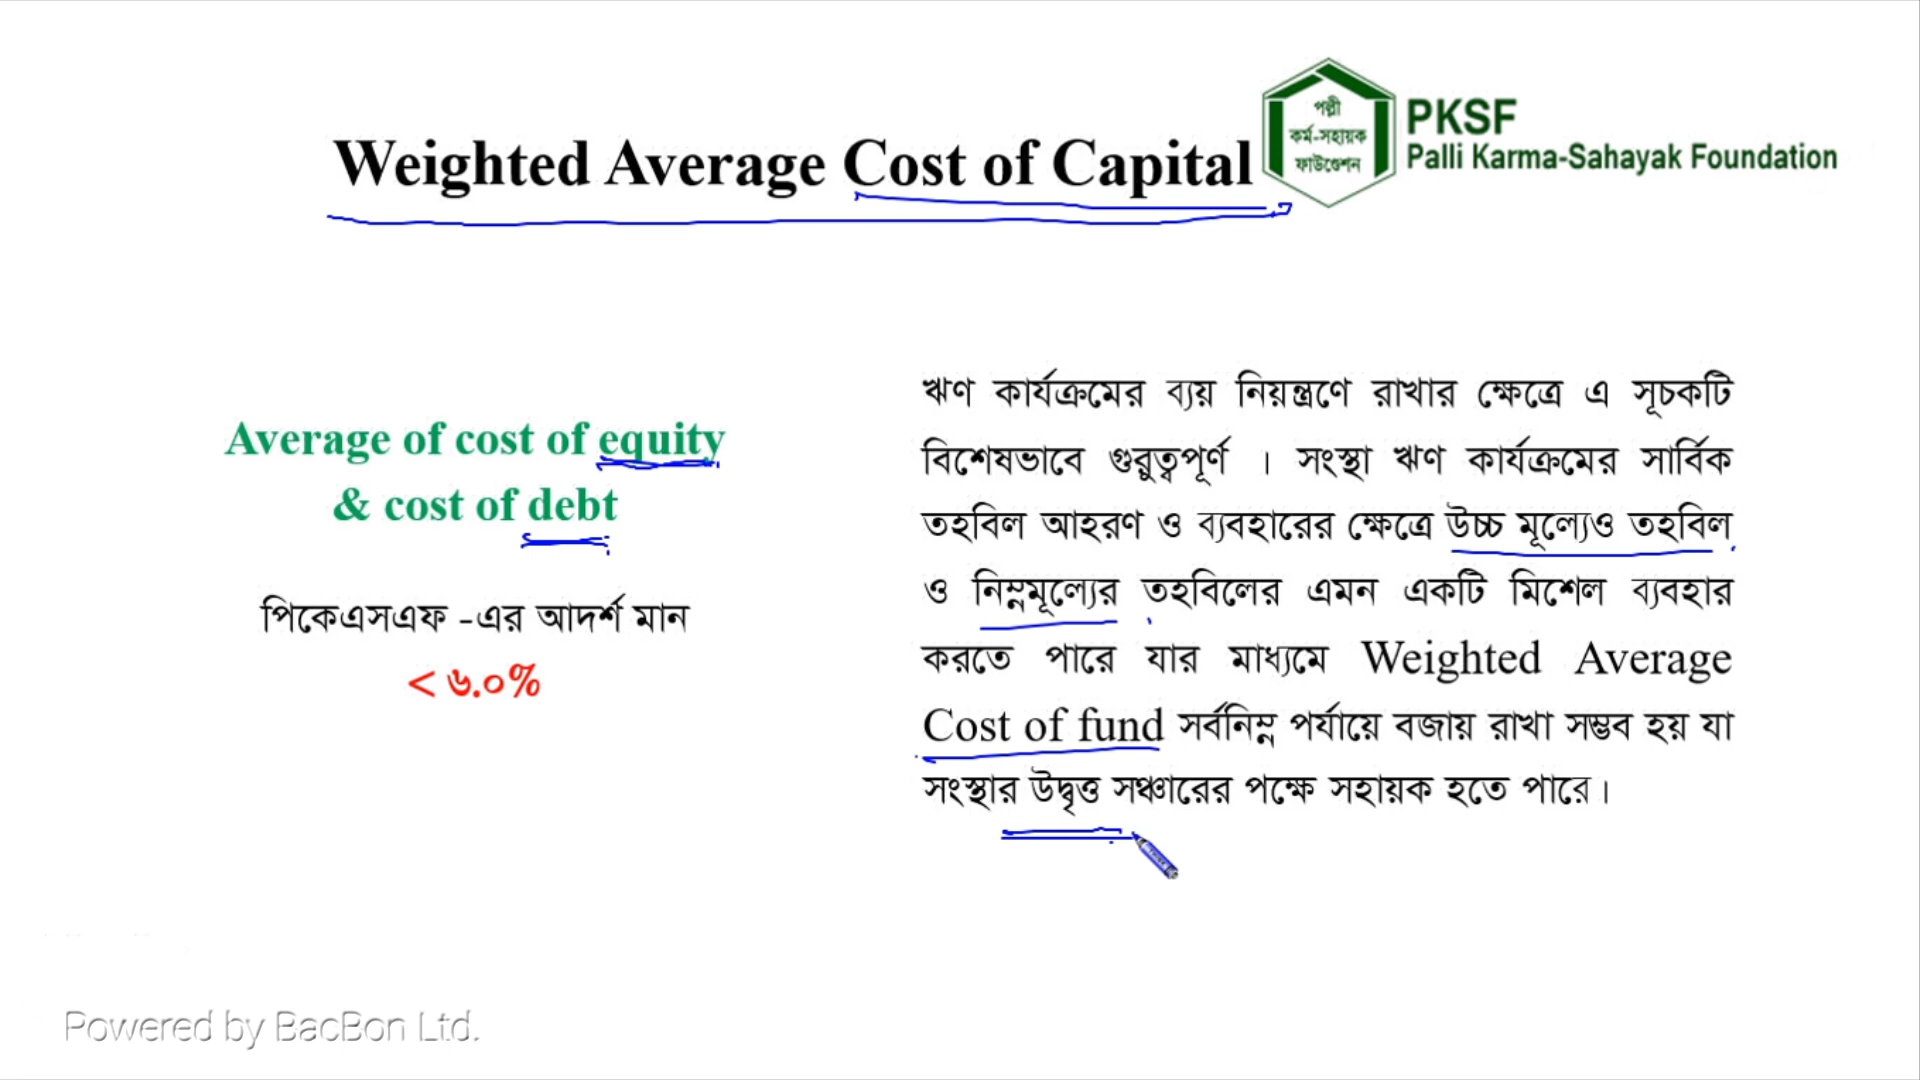 Weighted Average Cost of Capital
পল্লী
কর্ম-সহায়ক
ফাউণ্ডেশন
PKSF
Palli Karma-Sahayak Foundation
Average of cost of equity
& cost of debt
পিকেএসএফ -এর আদর্শ মান
< ৬.০%
ঋণ কার্যক্রমের ব্যয় নিয়ন্ত্রণে রাখার ক্ষেত্রে এ সূচকটি
বিশেষভাবে গুরুত্বপূর্ণ । সংস্থা ঋণ কার্যক্রমের সার্বিক
তহবিল আহরণ ও ব্যবহারের ক্ষেত্রে উচ্চ মূল্যেও তহবিল
ও নিম্নমূল্যের তহবিলের এমন একটি মিশেল ব্যবহার
করতে পারে যার মাধ্যমে Weighted Average
Cost of fund সর্বনিম্ন পর্যায়ে বজায় রাখা সম্ভব হয় যা
সংস্থার উদ্বৃত্ত সঞ্চারের পক্ষে সহায়ক হতে পারে।
Powered by BacBon Ltd.